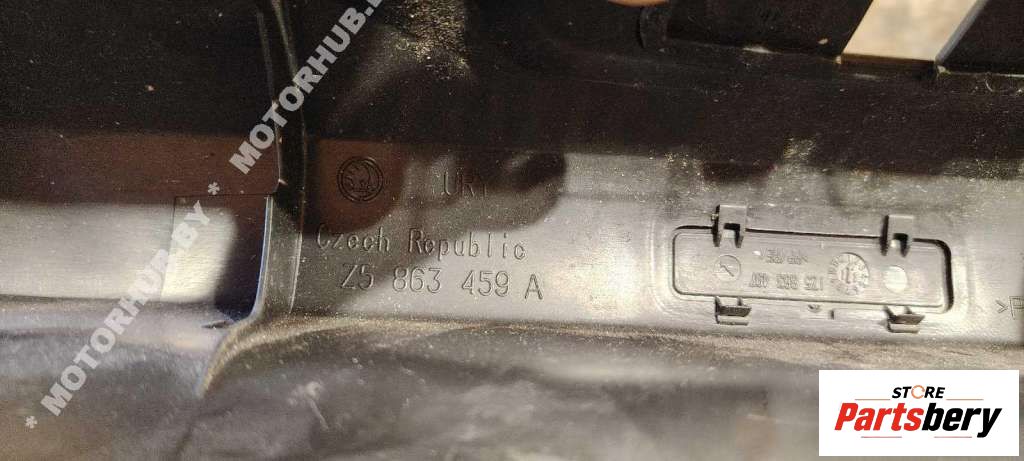 * MOTORHUB.BY * MOTORHUB.BY
Czech Republic
Z5 863 459 A
STORE
Partsbery